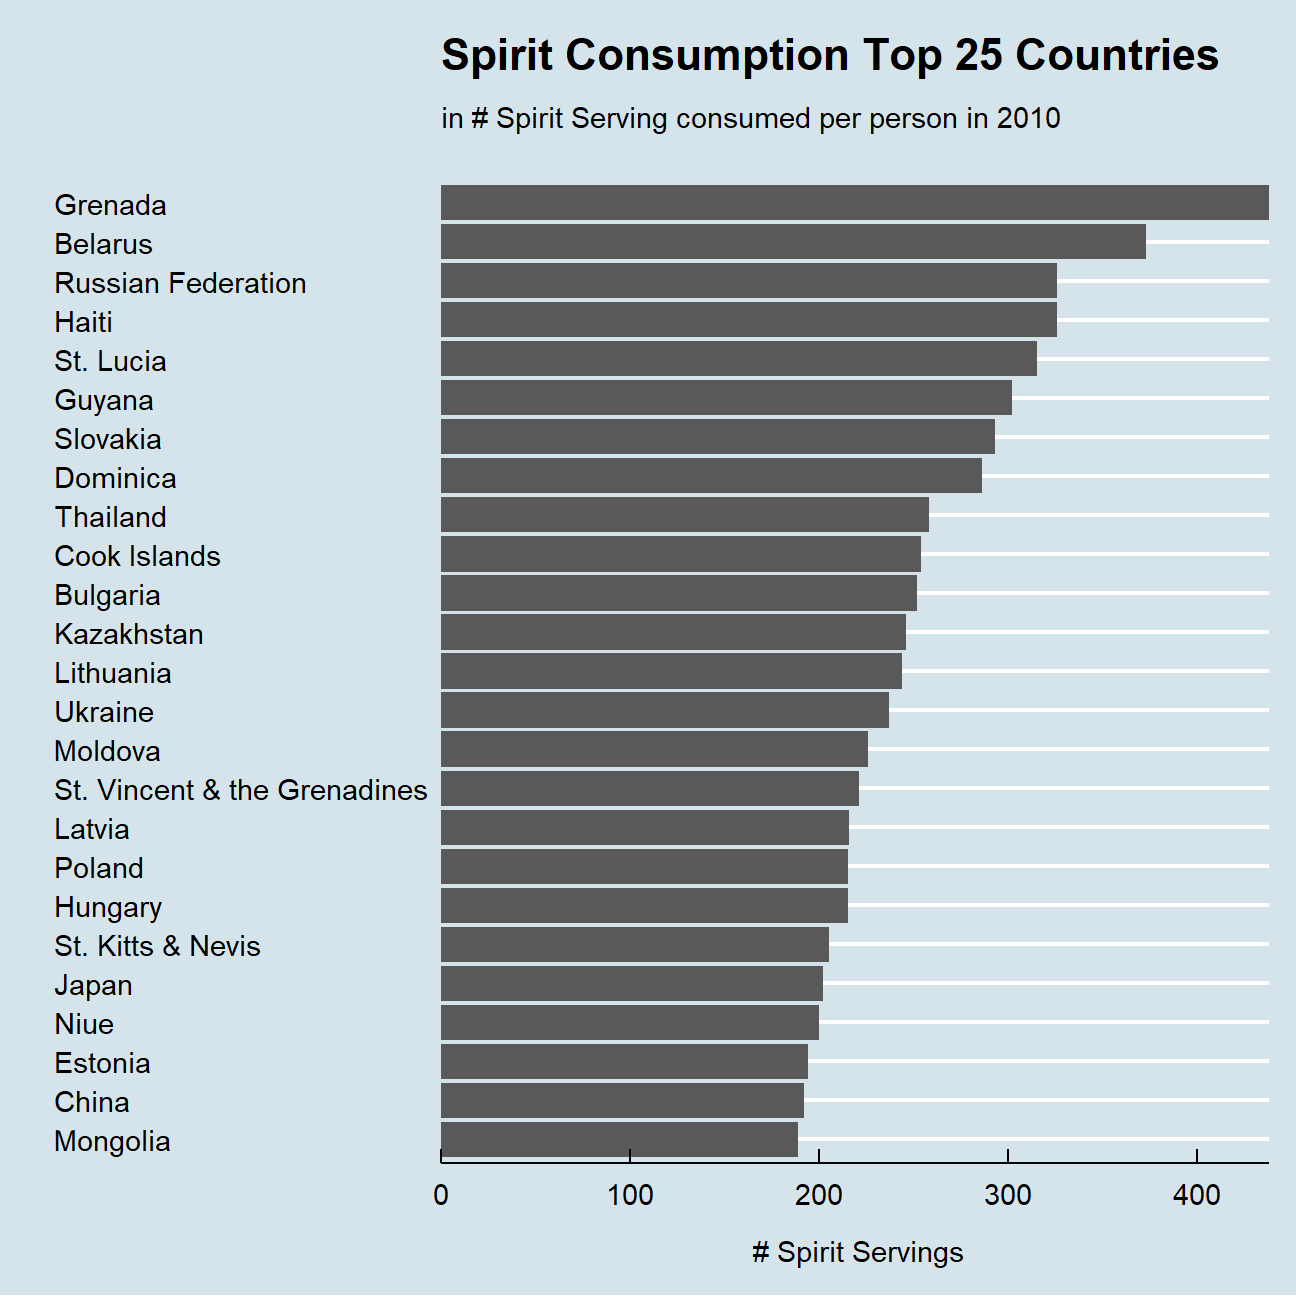 Spirit Consumption Top 25 Countries
in # Spirit Serving consumed per person in 2010
Grenada
Belarus
Russian Federation
Haiti
St. Lucia
Guyana
Slovakia
Dominica
Thailand
Cook Islands
Bulgaria
Kazakhstan
Lithuania
Ukraine
Moldova
St. Vincent & the Grenadines
Latvia
Poland
Hungary
St. Kitts & Nevis
Japan
Niue
Estonia
China
Mongolia
0 100 200 300 400
# Spirit Servings